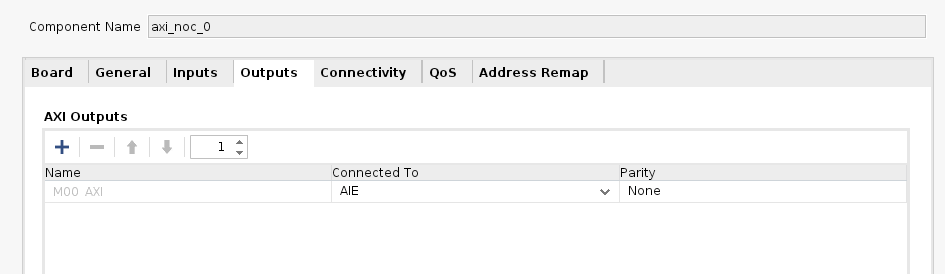 Component Name axi_noc_0
Board General Inputs Outputs Connectivity QoS Address Remap
AXI Outputs
1
Name Connected To Parity
M00_AXI AIE None